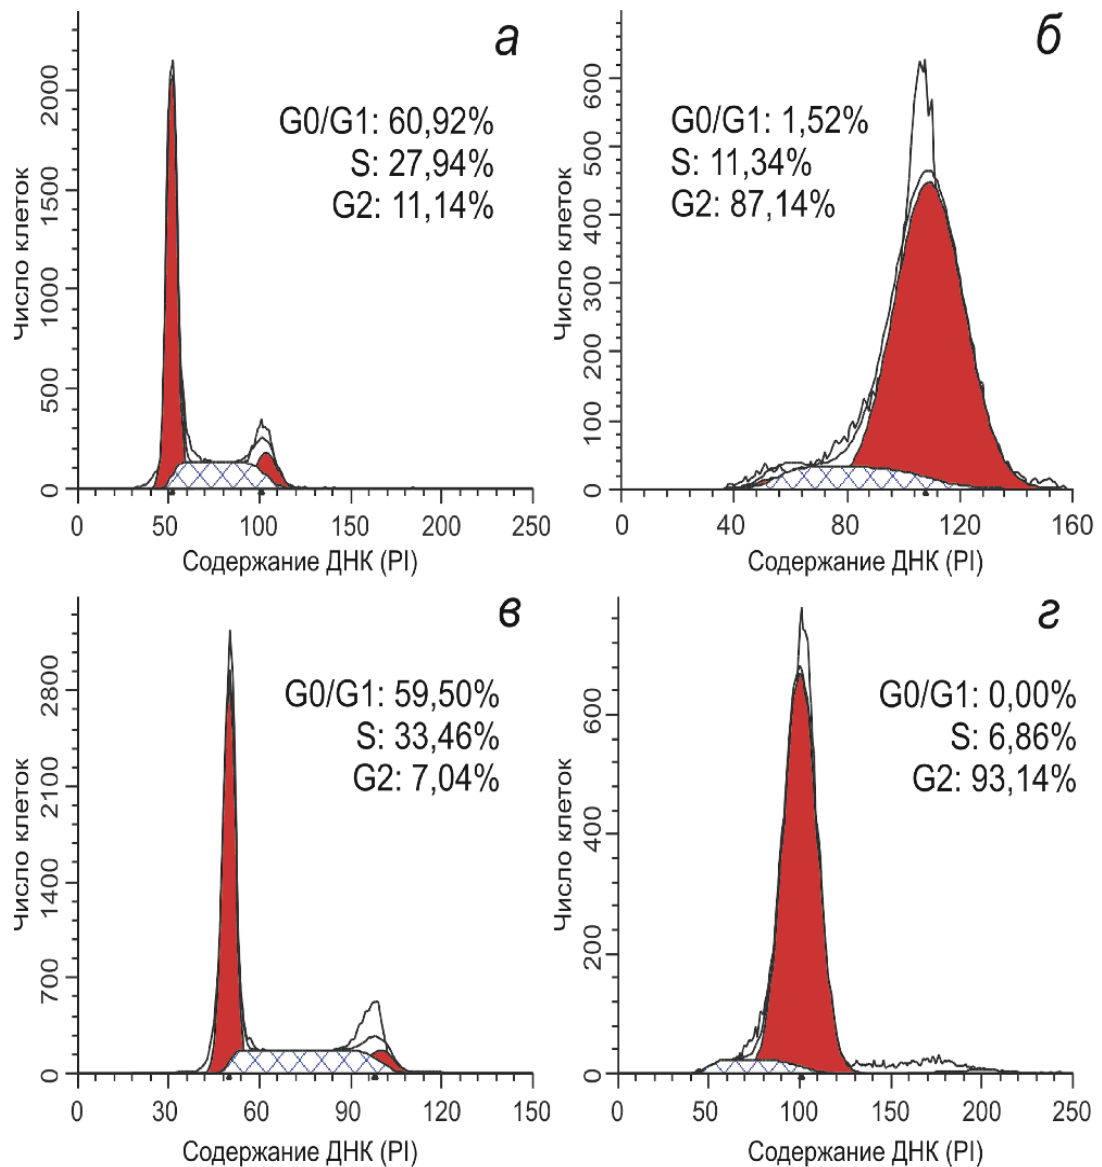 а
G0/G1: 60,92%
S: 27,94%
G2: 11,14%
Число клеток
2000
1500
1000
500
0
0 50 100 150 200 250
Содержание ДНК (PI)
б
G0/G1: 1,52%
S: 11,34%
G2: 87,14%
Число клеток
600
500
400
300
200
100
0
0 40 80 120 160
Содержание ДНК (PI)
в
G0/G1: 59,50%
S: 33,46%
G2: 7,04%
Число клеток
2800
2100
1400
700
0
0 30 60 90 120 150
Содержание ДНК (PI)
г
G0/G1: 0,00%
S: 6,86%
G2: 93,14%
Число клеток
600
400
200
0
0 50 100 150 200 250
Содержание ДНК (PI)